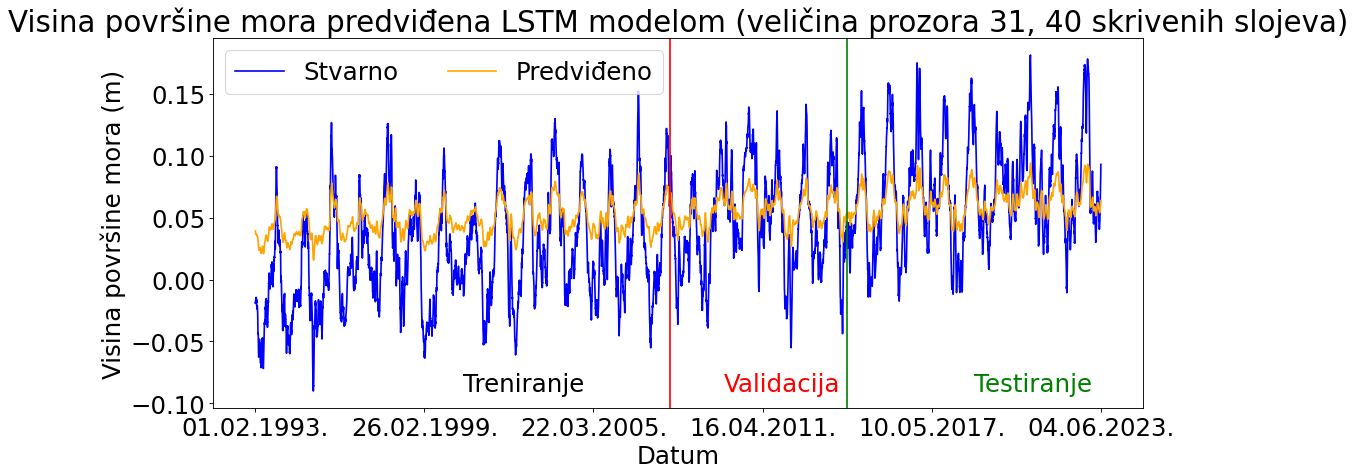 Visina površine mora predviđena LSTM modelom (veličina prozora 31, 40 skrivenih slojeva)
Stvarno
Predviđeno
Visina površine mora (m)
0.15
0.10
0.05
0.00
−0.05
−0.10
Treniranje
Validacija
Testiranje
01.02.1993.
26.02.1999.
22.03.2005.
16.04.2011.
10.05.2017.
04.06.2023.
Datum